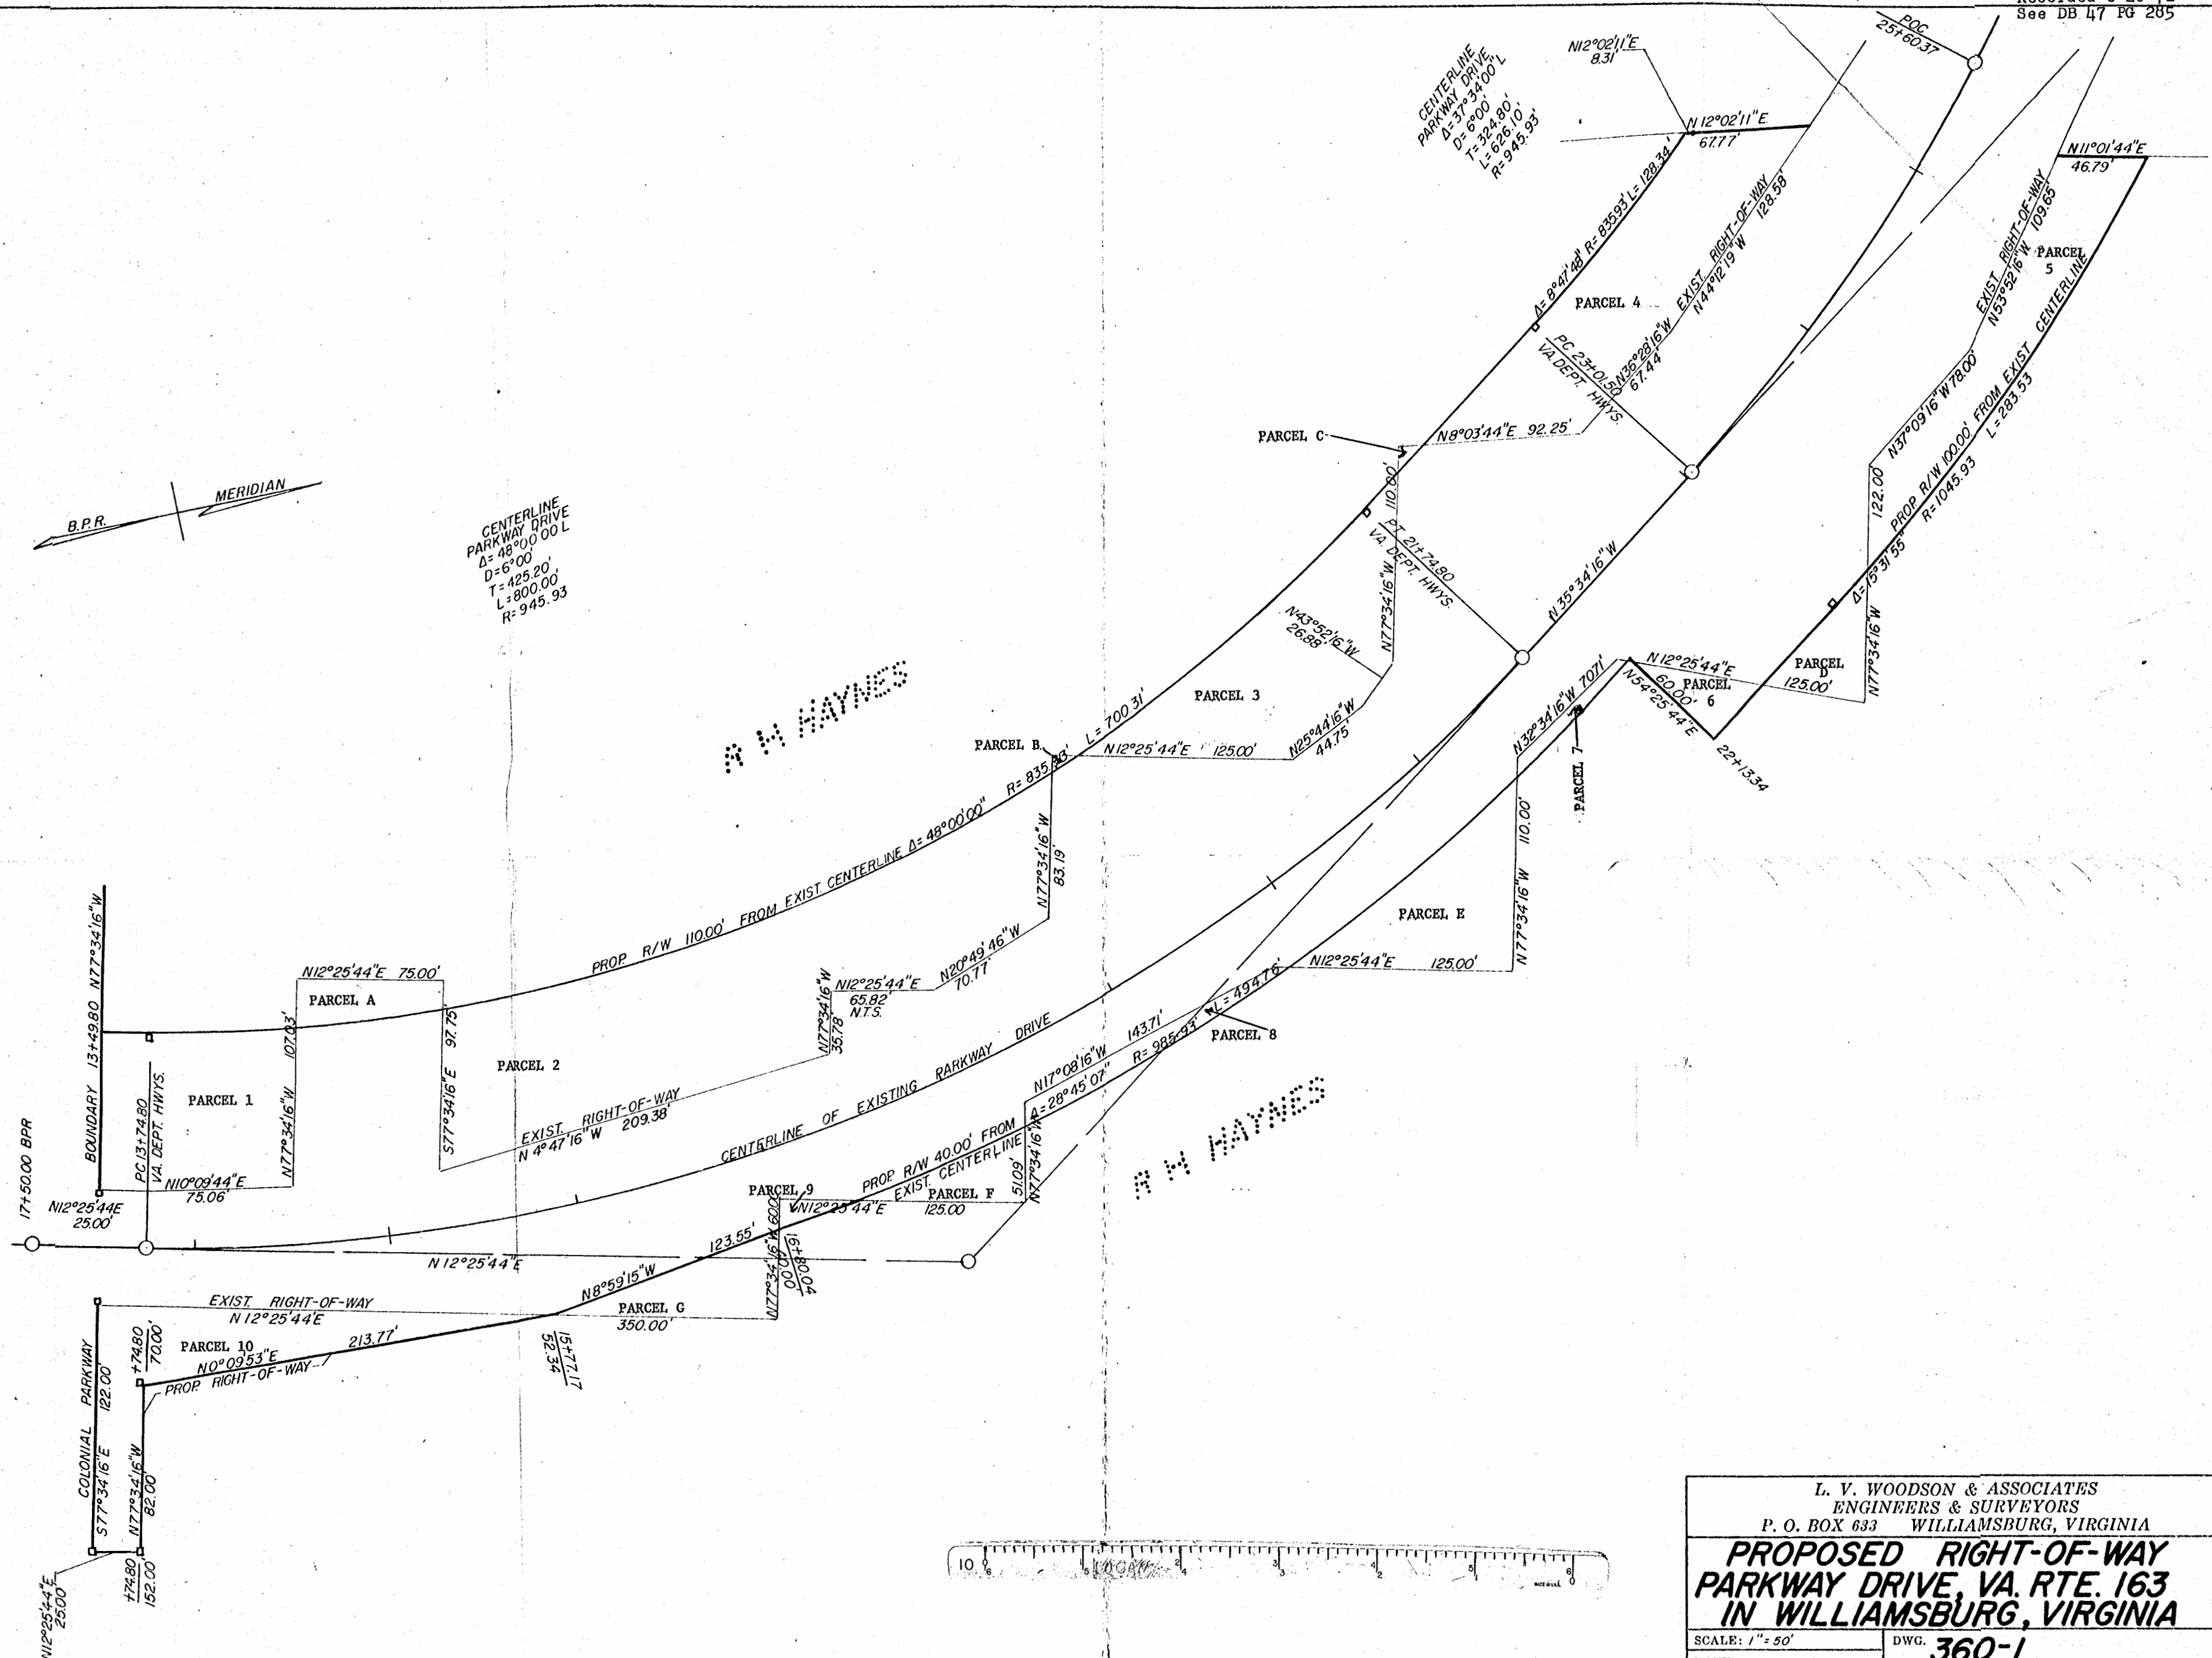 See DB 47 PG 285
POC
25+60.37
N12°02'11"E
8.31'
CENTERLINE
PARKWAY DRIVE
Δ=37°34'00"L
D=6°00'
T=324.80'
L=626.10'
R=945.93'
N 12°02'11"E
67.77'
N11°01'44"E
46.79'
Δ=8°47'48" R=835.93' L=128.34'
EXIST. RIGHT-OF-WAY
N44°12'19"W 128.58'
EXIST. RIGHT-OF-WAY
N53°52'16"W 109.65'
PARCEL
5
PARCEL 4
N36°28'16"W
67.44'
PC 23+01.50
VA. DEPT. HWYS.
N37°09'16"W 78.00'
PROP. R/W 100.00' FROM EXIST. CENTERLINE
Δ=15°31'55" R=1045.93 L=283.53
PARCEL C
N8°03'44"E 92.25'
110.00'
N77°34'16"W
122.00
N77°34'16"W
B.P.R. MERIDIAN
CENTERLINE
PARKWAY DRIVE
Δ=48°00'00 L
D=6°00'
T=425.20'
L=800.00'
R=945.93
PT 21+74.80
VA. DEPT. HWYS.
N 35°34'16"W
N43°52'16"W
26.88'
A M HAYNES
PARCEL 3
N 12°25'44"E
125.00'
PARCEL
D
PARCEL
6
60.00'
N54°25'44"E
22+13.34
N32°34'16"W 70.71'
PARCEL 7
PARCEL B
N12°25'44"E 125.00'
N25°44'16"W
44.75'
PROP. R/W 110.00' FROM EXIST. CENTERLINE Δ=48°00'00" R=835.93' L=700.31'
N77°34'16"W
83.19'
N77°34'16"W 110.00'
PARCEL E
N12°25'44"E 125.00'
BOUNDARY 13+49.80 N77°34'16"W
N12°25'44"E 75.00'
PARCEL A
N77°34'16"W 107.03'
S77°34'16"E 97.75'
N77°34'16"W
35.78'
N12°25'44"E
65.82'
N.T.S.
N20°49'46"W
70.77'
PARCEL 2
PARCEL 1
EXIST. RIGHT-OF-WAY
N 4°47'16"W 209.38'
CENTERLINE OF EXISTING PARKWAY DRIVE
N17°08'16"W 143.71'
Δ=28°45'07" R=985.93' L=494.76'
PARCEL 8
A M HAYNES
17+50.00 BPR
PC 13+74.80
VA. DEPT. HWYS.
N10°09'44"E
75.06'
N12°25'44E
25.00'
PROP. R/W 40.00' FROM
EXIST. CENTERLINE
51.09'
N77°34'16"W
PARCEL 9
PARCEL F
N12°25'44"E 125.00
N 12°25'44"E
N8°59'15"W 123.55'
N77°34'16"W 60.00
16+80.04
40.00
EXIST. RIGHT-OF-WAY
N 12°25'44'E
PARCEL G
350.00'
PARCEL 10
+74.80
70.00'
N0°09'53"E 213.77'
PROP. RIGHT-OF-WAY
15+77.17
52.34
COLONIAL PARKWAY
S77°34'16"E 122.00'
N77°34'16"W
82.00'
N12°25'44"E
25.00'
+74.80
152.00'
10
LOGAN
L. V. WOODSON & ASSOCIATES
ENGINEERS & SURVEYORS
P. O. BOX 633 WILLIAMSBURG, VIRGINIA
PROPOSED RIGHT-OF-WAY
PARKWAY DRIVE, VA. RTE. 163
IN WILLIAMSBURG, VIRGINIA
SCALE: 1"=50'
DWG. 360-1